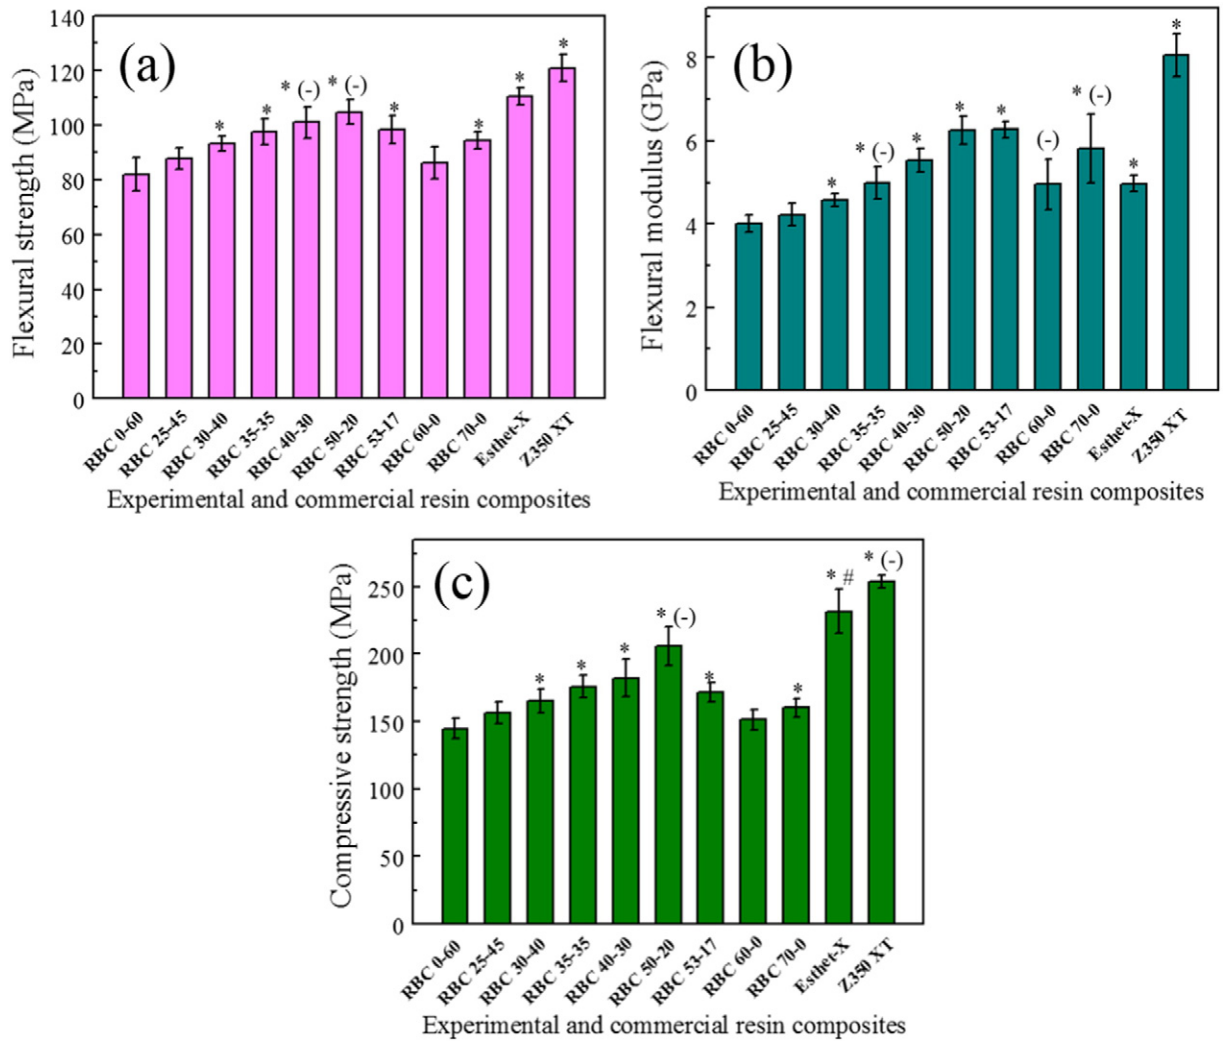 (a)
Flexural strength (MPa)
140
120
100
80
60
40
20
0
*
*
* (-)
* (-)
*
*
*
*
RBC 0-60
RBC 25-45
RBC 30-40
RBC 35-35
RBC 40-30
RBC 50-20
RBC 53-17
RBC 60-0
RBC 70-0
Esthet-X
Z350 XT
Experimental and commercial resin composites
(b)
Flexural modulus (GPa)
8
6
4
2
0
*
* (-)
*
*
*
(-)
* (-)
*
*
RBC 0-60
RBC 25-45
RBC 30-40
RBC 35-35
RBC 40-30
RBC 50-20
RBC 53-17
RBC 60-0
RBC 70-0
Esthet-X
Z350 XT
Experimental and commercial resin composites
(c)
Compressive strength (MPa)
250
200
150
100
50
0
*
*
*
* (-)
*
*
* #
* (-)
RBC 0-60
RBC 25-45
RBC 30-40
RBC 35-35
RBC 40-30
RBC 50-20
RBC 53-17
RBC 60-0
RBC 70-0
Esthet-X
Z350 XT
Experimental and commercial resin composites